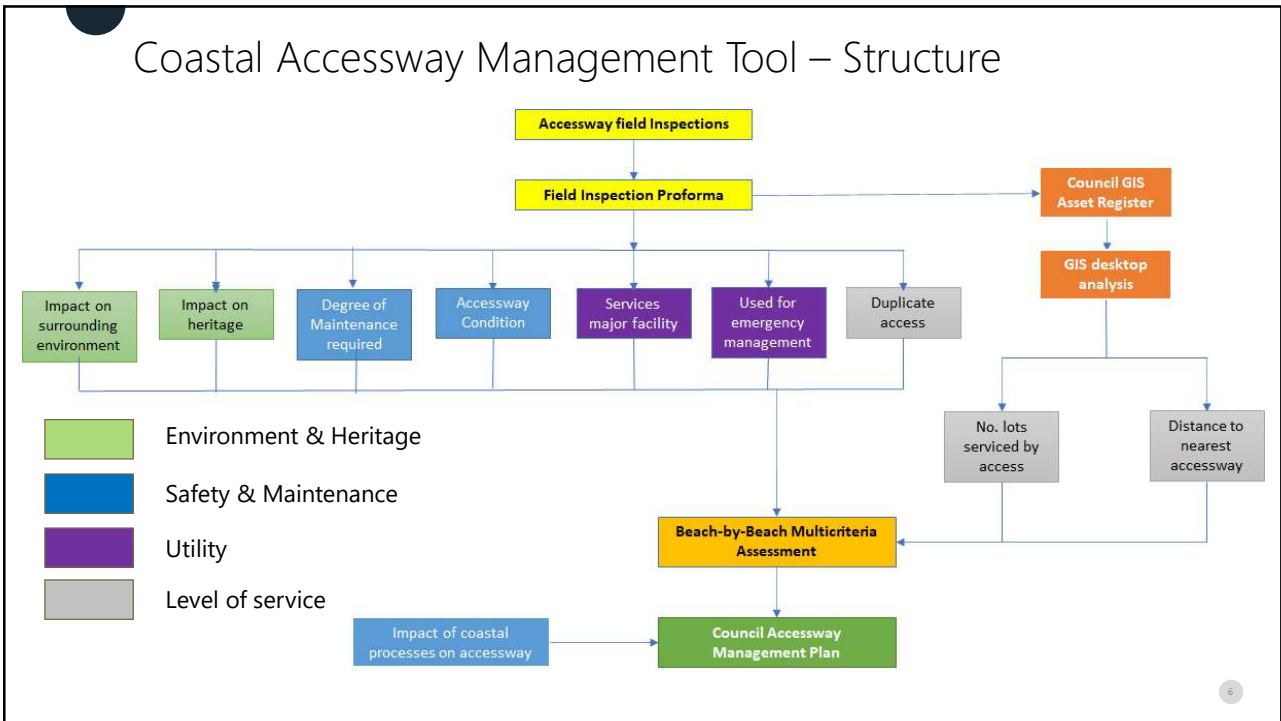 Coastal Accessway Management Tool – Structure
Accessway field Inspections
Field Inspection Proforma
Council GIS
Asset Register
GIS desktop
analysis
Impact on
surrounding
environment
Impact on
heritage
Degree of
Maintenance
required
Accessway
Condition
Services
major facility
Used for
emergency
management
Duplicate
access
No. lots
serviced by
access
Distance to
nearest
accessway
Environment & Heritage
Safety & Maintenance
Utility
Level of service
Beach-by-Beach Multicriteria
Assessment
Impact of coastal
processes on accessway
Council Accessway
Management Plan
6